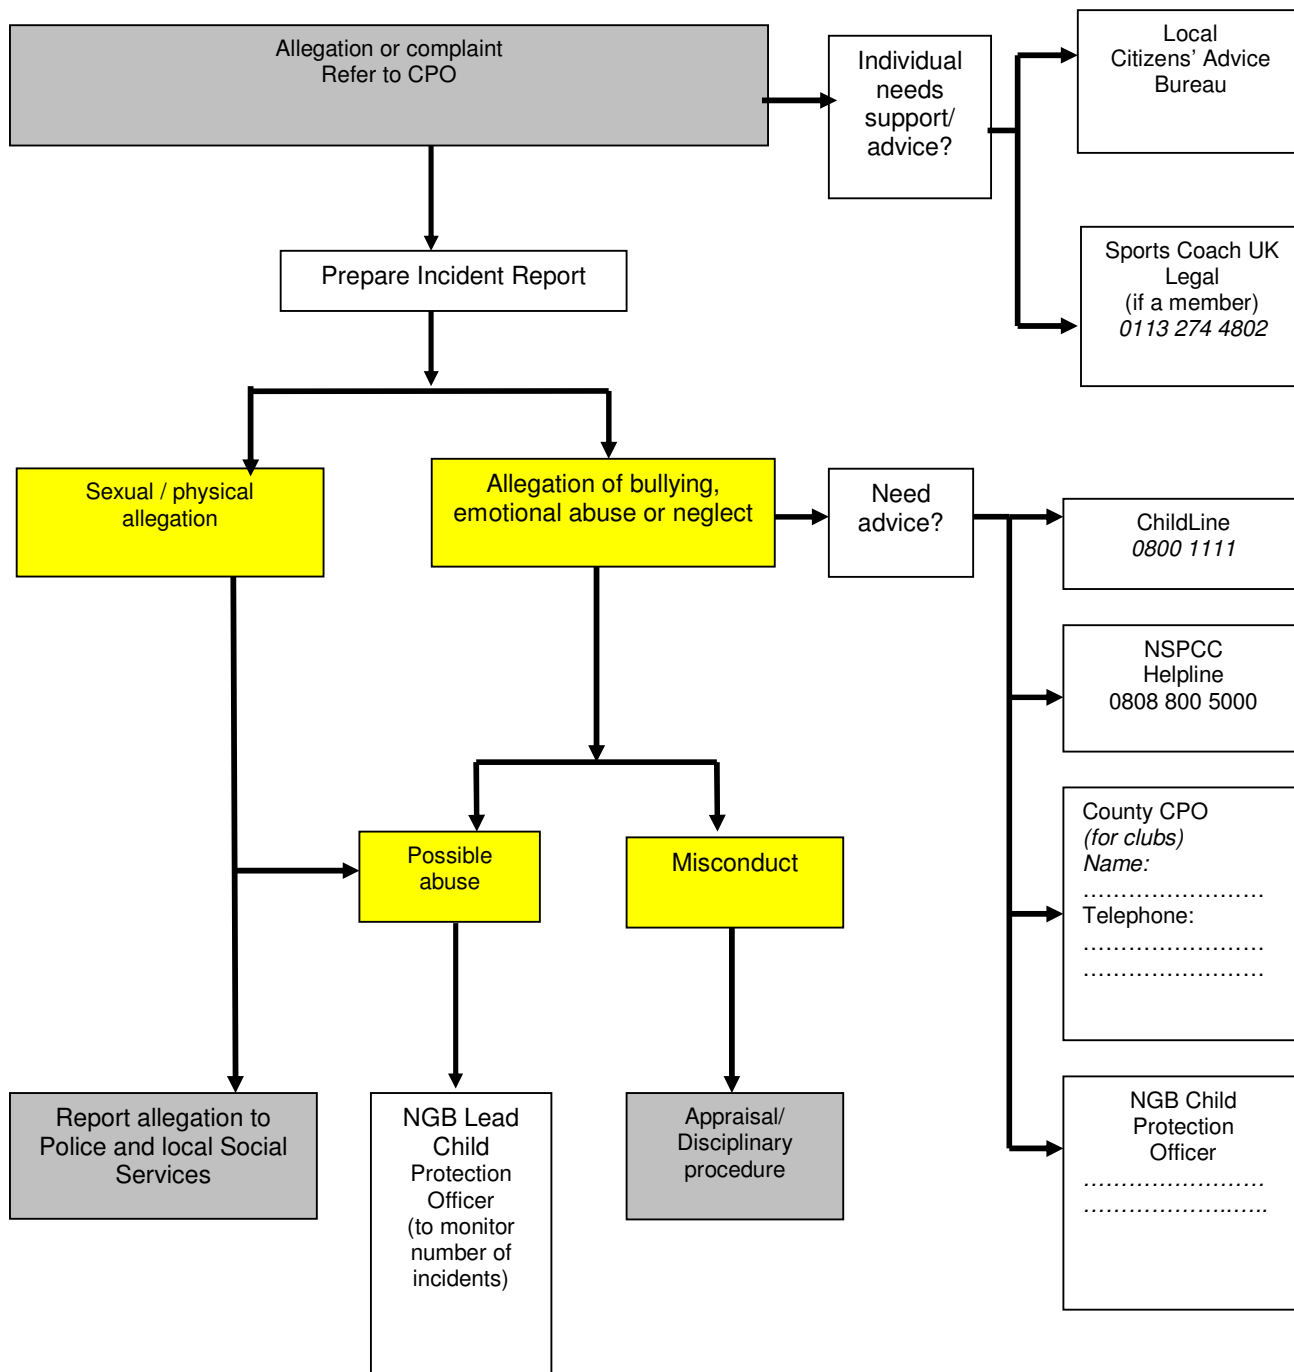 Allegation or complaint
Refer to CPO
Individual
needs
support/
advice?
Local
Citizens’ Advice
Bureau
Sports Coach UK
Legal
(if a member)
0113 274 4802
Prepare Incident Report
Sexual / physical
allegation
Allegation of bullying,
emotional abuse or neglect
Need
advice?
ChildLine
0800 1111
NSPCC
Helpline
0808 800 5000
County CPO
(for clubs)
Name:
……………………
Telephone:
……………………
……………………
NGB Child
Protection
Officer
……………………
………………..…..
Possible
abuse
Misconduct
Report allegation to
Police and local Social
Services
NGB Lead
Child
Protection
Officer
(to monitor
number of
incidents)
Appraisal/
Disciplinary
procedure